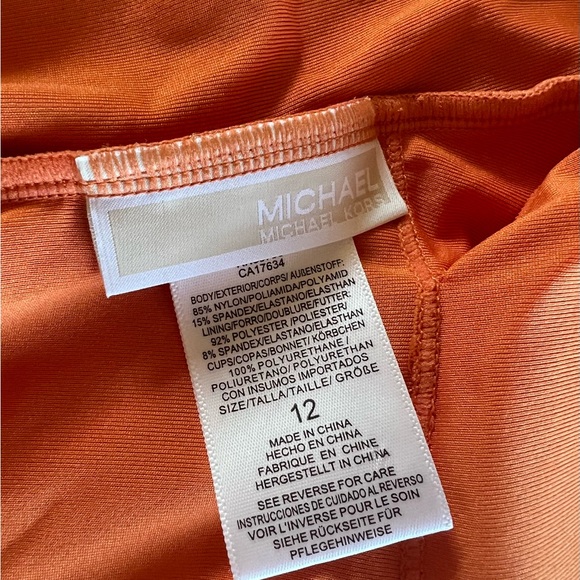 MICHAEL
MICHAEL KORS
CA17634
BODY/EXTERIOR/CORPS/ AUßENSTOFF:
85% NYLON/POLIAMIDA/POLYAMID
15% SPANDEX/ELASTANO/ELASTHAN
LINING/FORRO/DOUBLURE/FUTTER:
92% POLYESTER /POLIESTER/
8% SPANDEX/ELASTANO/ELASTHAN
CUPS/COPAS/BONNET/ KÖRBCHEN
100% POLYURETHANE /
POLIURETANO/ POLYURETHAN
CON INSUMOS IMPORTADOS
SIZE/TALLA/TAILLE/ GRÖßE
12
MADE IN CHINA
HECHO EN CHINA
FABRIQUE EN CHINE
HERGESTELLT IN CHINA
SEE REVERSE FOR CARE
INSTRUCCIONES DE CUIDADO AL REVERSO
VOIR L'INVERSE POUR LE SOIN
SIEHE RÜCKSEITE FÜR
PFLEGEHINWEISE